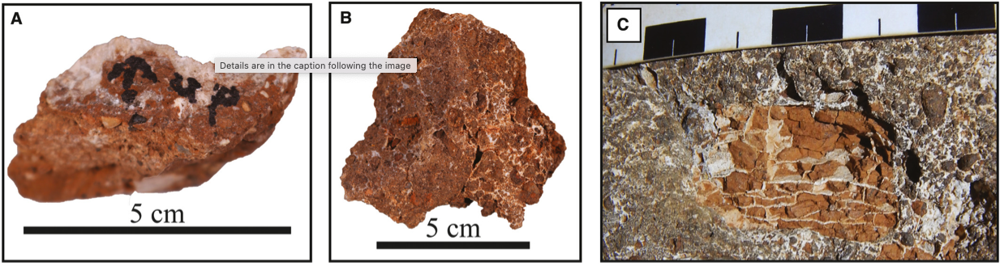 A
B
C
Details are in the caption following the image
5 cm
5 cm